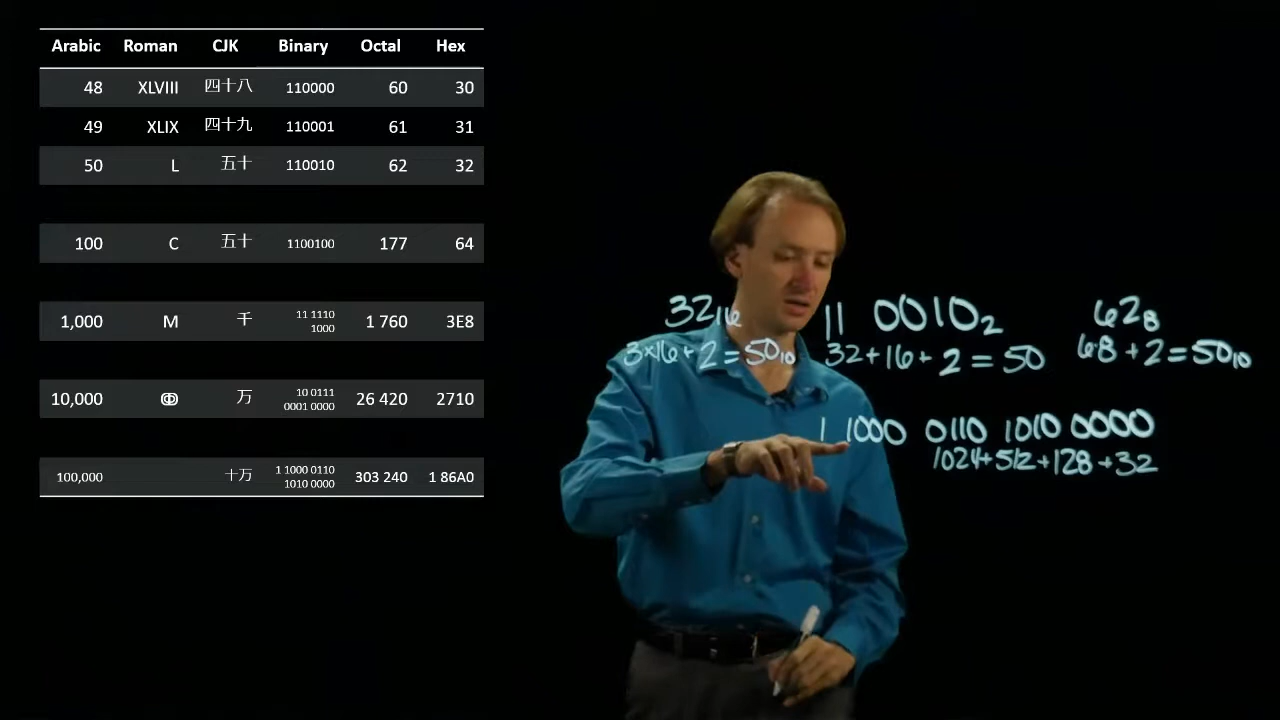 Arabic Roman CJK Binary Octal Hex
48 XLVIII 四十八 110000 60 30
49 XLIX 四十九 110001 61 31
50 L 五十 110010 62 32
100 C 五十 1100100 177 64
1,000 M 千 11 1110 1000 1 760 3E8
10,000 ↂ 万 10 0111 0001 0000 26 420 2710
100,000 十万 1 1000 0110 1010 0000 303 240 1 86A0
32₁₆ 11 0010₂ 62₈
3×16+2=50₁₀ 32+16+2=50 6·8+2=50₁₀
1 1000 0110 1010 0000
1024+512+128+32